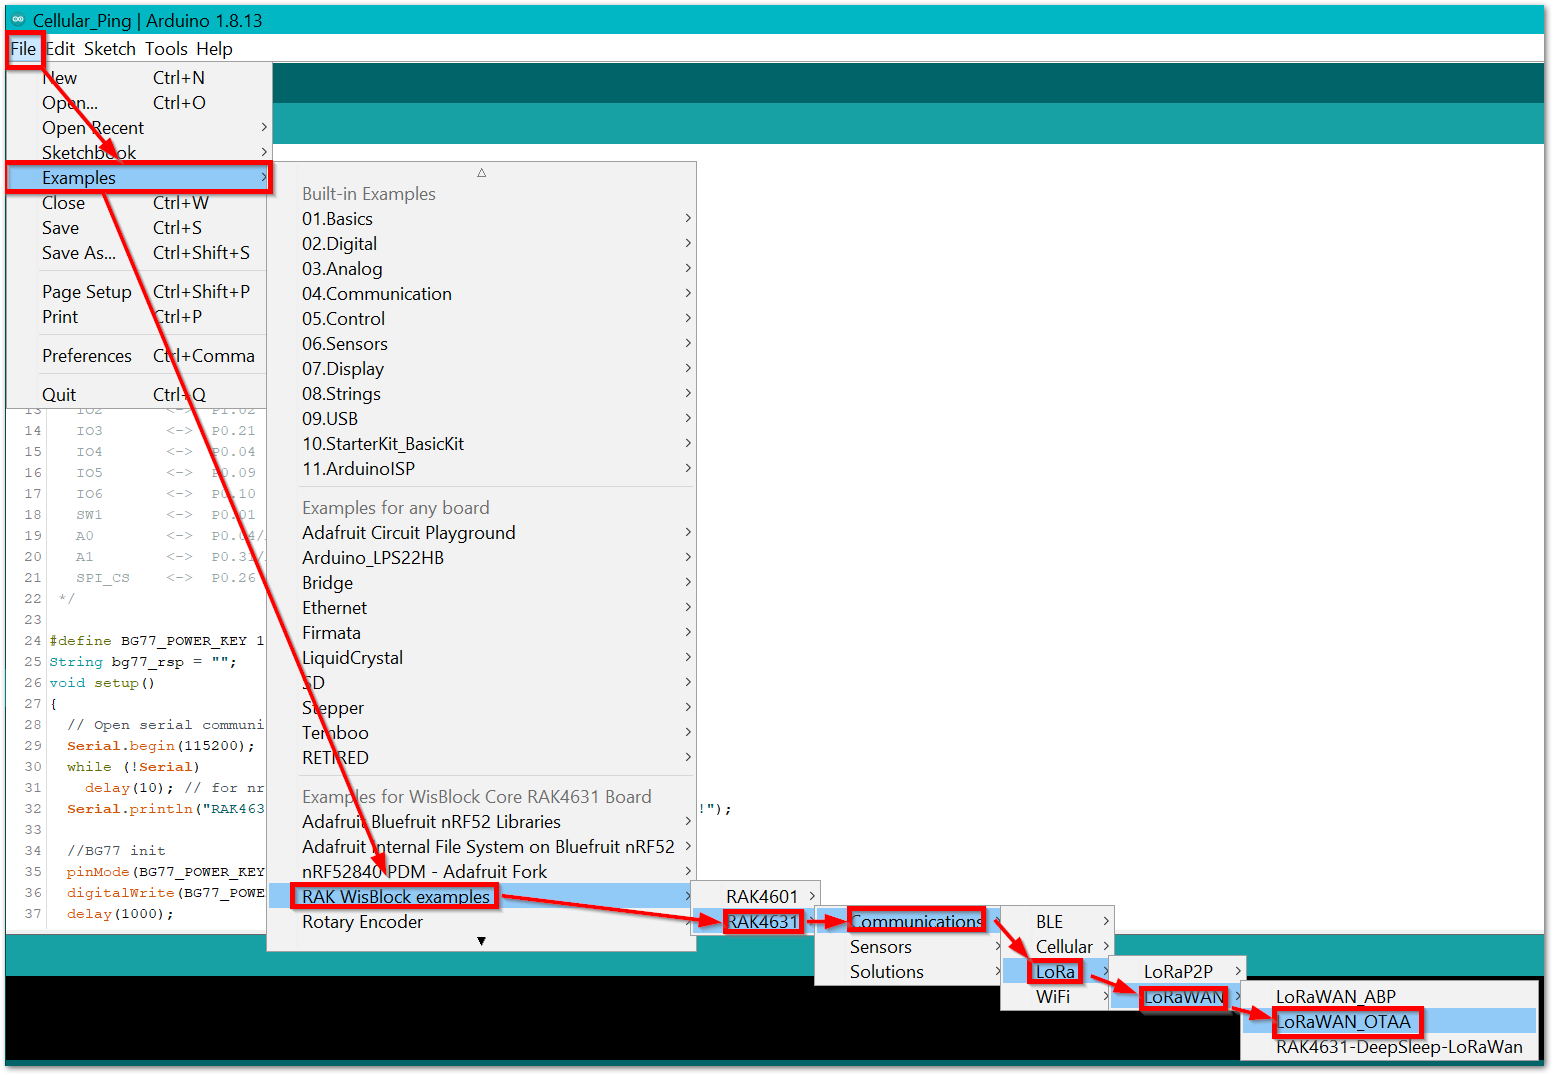 Cellular_Ping | Arduino 1.8.13
File Edit Sketch Tools Help
New Ctrl+N
Open... Ctrl+O
Open Recent
Sketchbook
Examples
Close Ctrl+W
Save Ctrl+S
Save As... Ctrl+Shift+S
Page Setup Ctrl+Shift+P
Print Ctrl+P
Preferences Ctrl+Comma
Quit Ctrl+Q
Built-in Examples
01.Basics
02.Digital
03.Analog
04.Communication
05.Control
06.Sensors
07.Display
08.Strings
09.USB
10.StarterKit_BasicKit
11.ArduinoISP
Examples for any board
Adafruit Circuit Playground
Arduino_LPS22HB
Bridge
Ethernet
Firmata
LiquidCrystal
SD
Stepper
Temboo
RETIRED
Examples for WisBlock Core RAK4631 Board
Adafruit Bluefruit nRF52 Libraries
Adafruit Internal File System on Bluefruit nRF52
nRF52840 PDM - Adafruit Fork
RAK WisBlock examples
Rotary Encoder
RAK4601
RAK4631
Communications
Sensors
Solutions
BLE
Cellular
LoRa
WiFi
LoRaP2P
LoRaWAN
LoRaWAN_ABP
LoRaWAN_OTAA
RAK4631-DeepSleep-LoRaWan
13 IO2 <-> P1.02
14 IO3 <-> P0.21
15 IO4 <-> P0.04
16 IO5 <-> P0.09
17 IO6 <-> P0.10
18 SW1 <-> P0.01
19 A0 <-> P0.04/
20 A1 <-> P0.31/
21 SPI_CS <-> P0.26
22 */
23
24 #define BG77_POWER_KEY 1
25 String bg77_rsp = "";
26 void setup()
27 {
28 // Open serial communi
29 Serial.begin(115200);
30 while (!Serial)
31 delay(10); // for nr
32 Serial.println("RAK463 !");
33
34 //BG77 init
35 pinMode(BG77_POWER_KEY
36 digitalWrite(BG77_POWE
37 delay(1000);